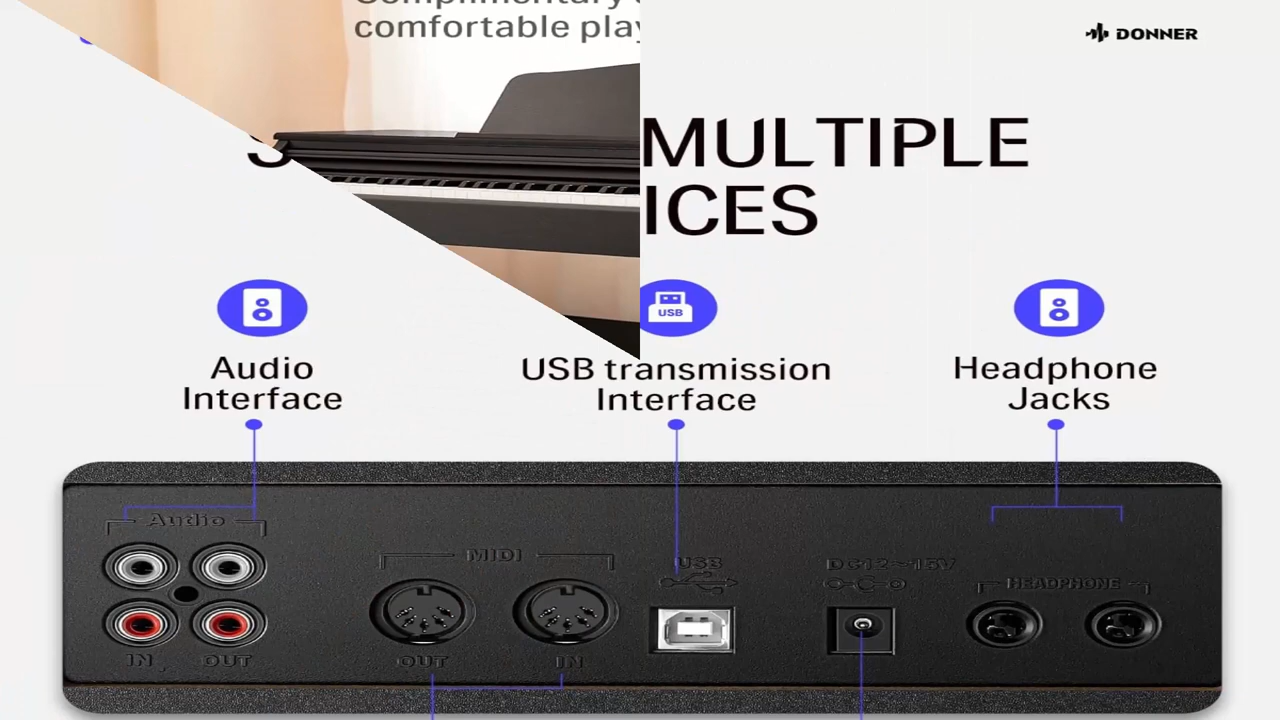 Complimentary
comfortable play
DONNER
MULTIPLE
ICES
USB
Audio
Interface
USB transmission
Interface
Headphone
Jacks
Audio
MIDI
USB
DC12~15V
HEADPHONE
IN
OUT
OUT
IN